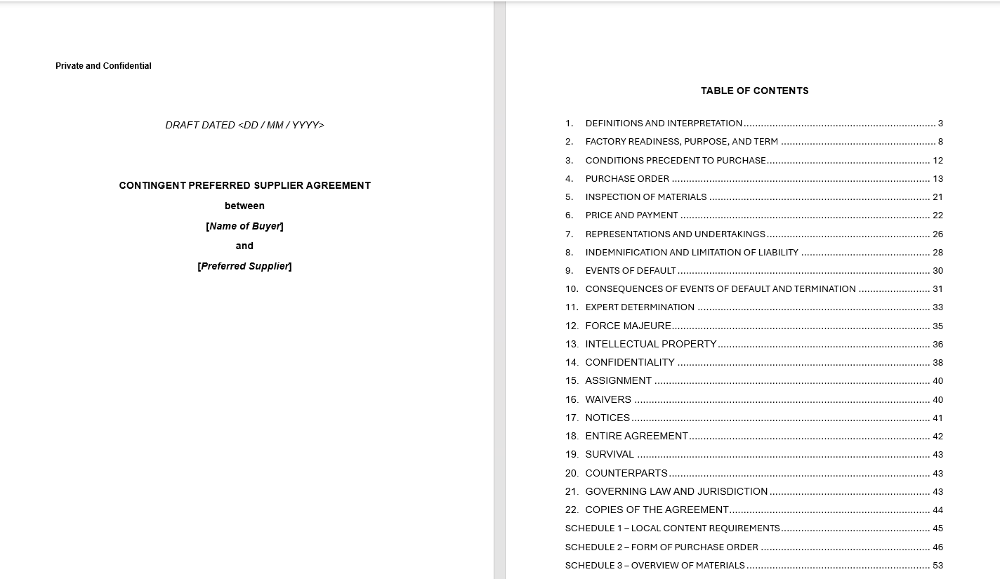 Private and Confidential
DRAFT DATED <DD / MM / YYYY>
CONTINGENT PREFERRED SUPPLIER AGREEMENT
between
[Name of Buyer]
and
[Preferred Supplier]
TABLE OF CONTENTS
1. DEFINITIONS AND INTERPRETATION 3
2. FACTORY READINESS, PURPOSE, AND TERM 8
3. CONDITIONS PRECEDENT TO PURCHASE 12
4. PURCHASE ORDER 13
5. INSPECTION OF MATERIALS 21
6. PRICE AND PAYMENT 22
7. REPRESENTATIONS AND UNDERTAKINGS 26
8. INDEMNIFICATION AND LIMITATION OF LIABILITY 28
9. EVENTS OF DEFAULT 30
10. CONSEQUENCES OF EVENTS OF DEFAULT AND TERMINATION 31
11. EXPERT DETERMINATION 33
12. FORCE MAJEURE 35
13. INTELLECTUAL PROPERTY 36
14. CONFIDENTIALITY 38
15. ASSIGNMENT 40
16. WAIVERS 40
17. NOTICES 41
18. ENTIRE AGREEMENT 42
19. SURVIVAL 43
20. COUNTERPARTS 43
21. GOVERNING LAW AND JURISDICTION 43
22. COPIES OF THE AGREEMENT 44
SCHEDULE 1 – LOCAL CONTENT REQUIREMENTS 45
SCHEDULE 2 – FORM OF PURCHASE ORDER 46
SCHEDULE 3 – OVERVIEW OF MATERIALS 53